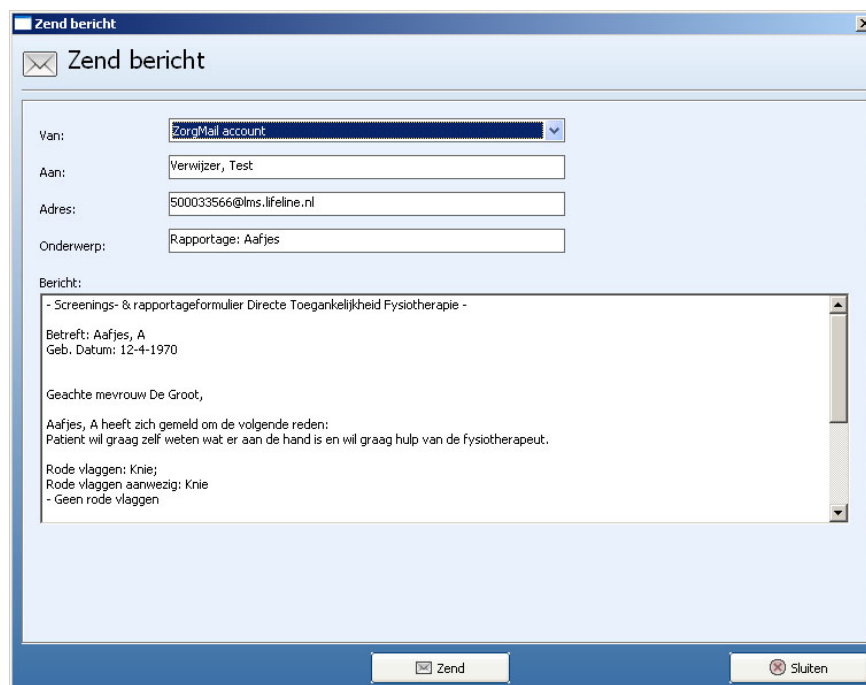 Zend bericht
Zend bericht
Van: ZorgMail account
Aan: Verwijzer, Test
Adres: 500033566@lms.lifeline.nl
Onderwerp: Rapportage: Aafjes
Bericht:
- Screenings- & rapportageformulier Directe Toegankelijkheid Fysiotherapie -
Betreft: Aafjes, A
Geb. Datum: 12-4-1970
Geachte mevrouw De Groot,
Aafjes, A heeft zich gemeld om de volgende reden:
Patient wil graag zelf weten wat er aan de hand is en wil graag hulp van de fysiotherapeut.
Rode vlaggen: Knie;
Rode vlaggen aanwezig: Knie
- Geen rode vlaggen
Zend
Sluiten